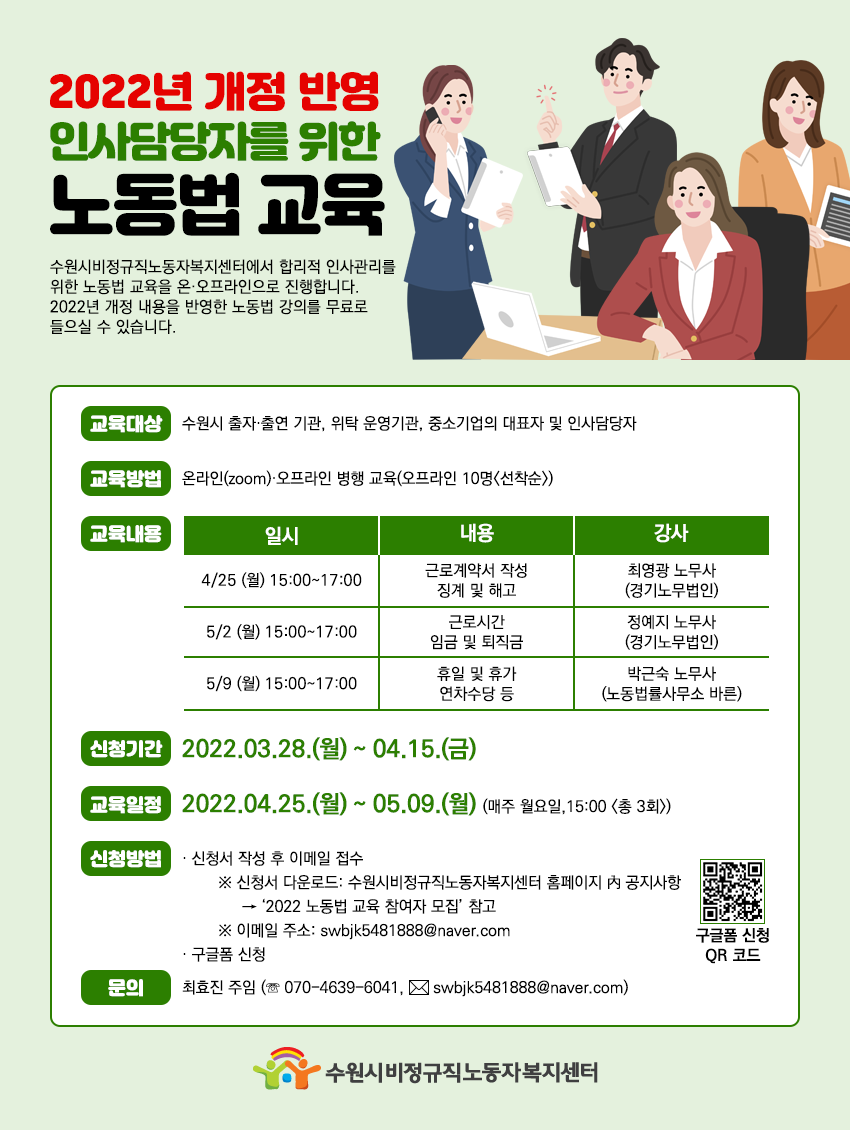 2022년 개정 반영
인사담당자를 위한
노동법 교육
수원시비정규직노동자복지센터에서 합리적 인사관리를
위한 노동법 교육을 온·오프라인으로 진행합니다.
2022년 개정 내용을 반영한 노동법 강의를 무료로
들으실 수 있습니다.
교육대상 수원시 출자·출연 기관, 위탁 운영기관, 중소기업의 대표자 및 인사담당자
교육방법 온라인(zoom)·오프라인 병행 교육(오프라인 10명<선착순>)
교육내용 일시 내용 강사
4/25 (월) 15:00~17:00 근로계약서 작성 최영광 노무사
징계 및 해고 (경기노무법인)
5/2 (월) 15:00~17:00 근로시간 정예지 노무사
임금 및 퇴직금 (경기노무법인)
5/9 (월) 15:00~17:00 휴일 및 휴가 박근숙 노무사
연차수당 등 (노동법률사무소 바른)
신청기간 2022.03.28.(월) ~ 04.15.(금)
교육일정 2022.04.25.(월) ~ 05.09.(월) (매주 월요일,15:00 <총 3회>)
신청방법 · 신청서 작성 후 이메일 접수
※ 신청서 다운로드: 수원시비정규직노동자복지센터 홈페이지 內 공지사항
→ ‘2022 노동법 교육 참여자 모집’ 참고
※ 이메일 주소: swbjk5481888@naver.com
· 구글폼 신청
구글폼 신청
QR 코드
문의 최효진 주임 (☏ 070-4639-6041, ✉ swbjk5481888@naver.com)
수원시비정규직노동자복지센터